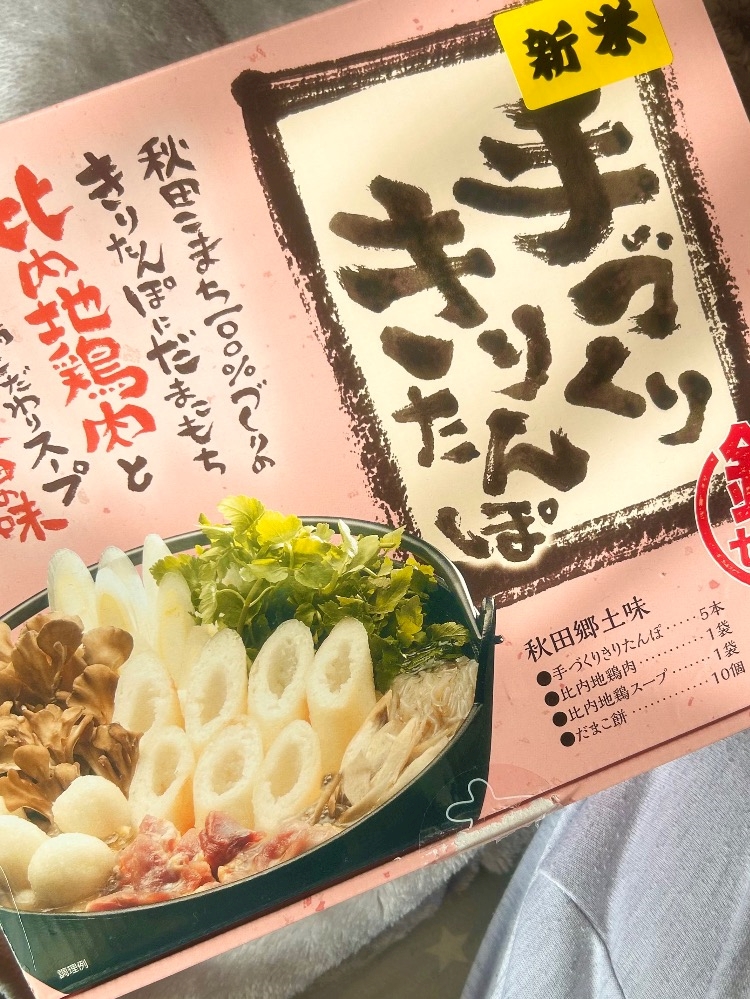 新米
手づくり
きりたんぽ
秋田こまち100%づくりの
きりたんぽにだまこもち
比内地鶏肉と
こだわりスープ
の味
秋田郷土味
●手づくりきりたんぽ……5本
●比内地鶏肉…………1袋
●比内地鶏スープ………1袋
●だまこ餅…………10個
調理例